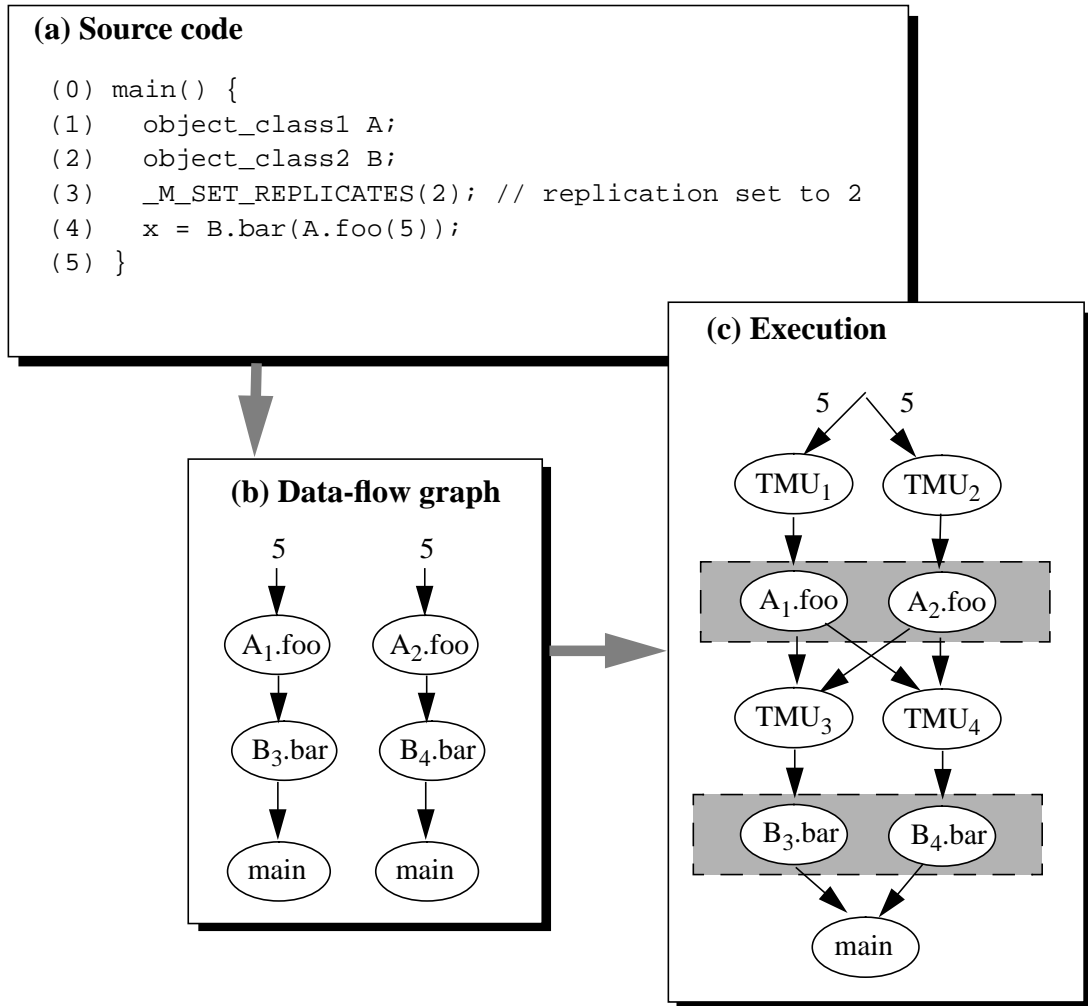 (a) Source code
(0) main() {
(1)   object_class1 A;
(2)   object_class2 B;
(3)   _M_SET_REPLICATES(2); // replication set to 2
(4)   x = B.bar(A.foo(5));
(5) }
(b) Data-flow graph
5 5
A1.foo A2.foo
B3.bar B4.bar
main main
(c) Execution
5 5
TMU1 TMU2
A1.foo A2.foo
TMU3 TMU4
B3.bar B4.bar
main